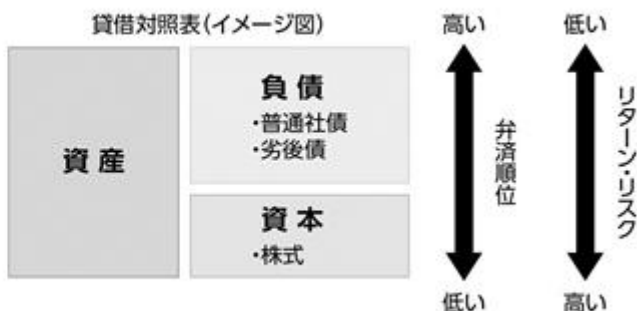 貸借対照表(イメージ図)
高い
低い
資産
負債
・普通社債
・劣後債
資本
・株式
弁済順位
リターン・リスク
低い
高い